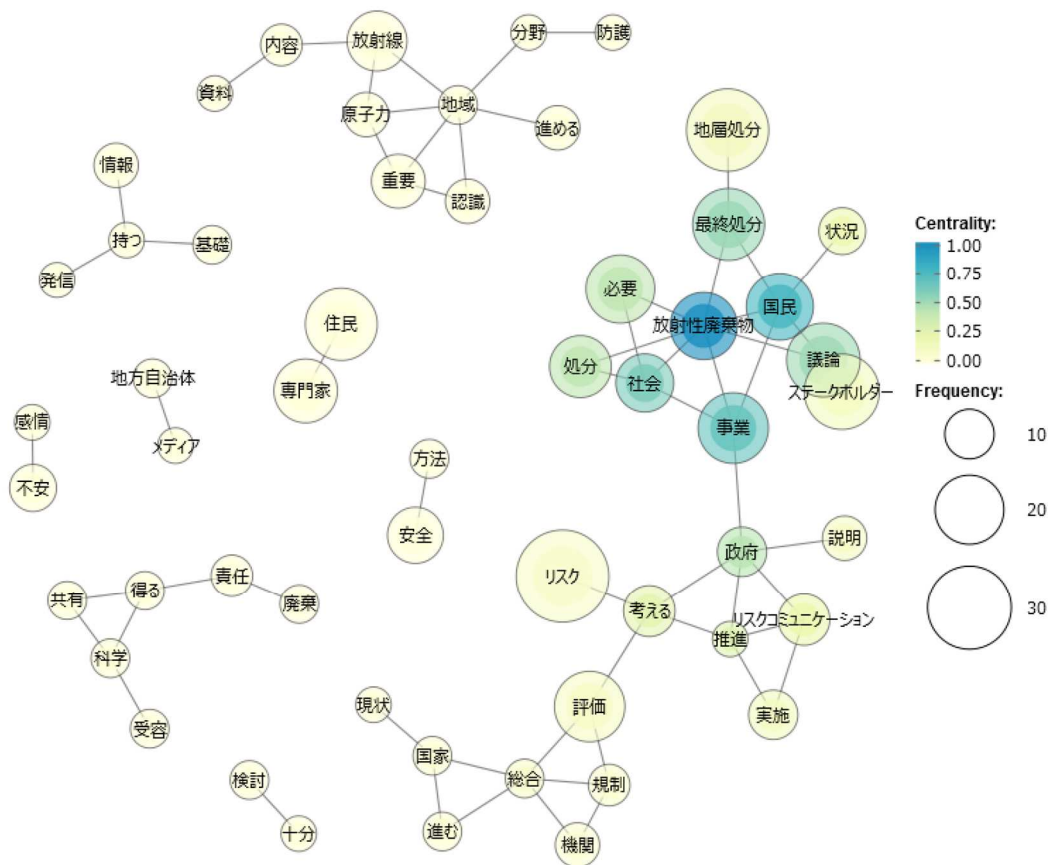 内容
放射線
分野
防護
資料
原子力
地域
進める
重要
認識
情報
持つ
基礎
発信
住民
専門家
地方自治体
メディア
感情
不安
方法
安全
地層処分
最終処分
状況
必要
放射性廃棄物
国民
処分
社会
議論
ステークホルダー
事業
政府
説明
リスク
考える
推進
リスクコミュニケーション
評価
実施
共有
得る
責任
廃棄
科学
受容
現状
国家
総合
規制
進む
機関
検討
十分
Centrality:
1.00
0.75
0.50
0.25
0.00
Frequency:
10
20
30